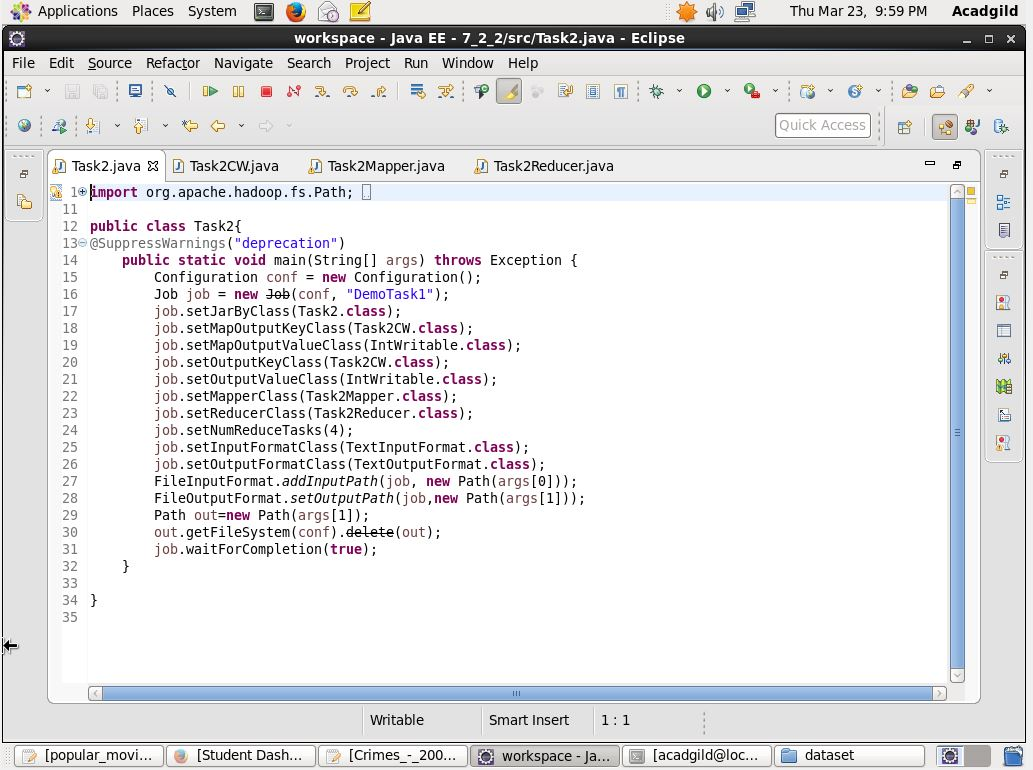 Applications Places System Thu Mar 23, 9:59 PM Acadgild
workspace - Java EE - 7_2_2/src/Task2.java - Eclipse
File Edit Source Refactor Navigate Search Project Run Window Help
Quick Access
Task2.java Task2CW.java Task2Mapper.java Task2Reducer.java
1 import org.apache.hadoop.fs.Path;
11
12 public class Task2{
13 @SuppressWarnings("deprecation")
14     public static void main(String[] args) throws Exception {
15         Configuration conf = new Configuration();
16         Job job = new Job(conf, "DemoTask1");
17         job.setJarByClass(Task2.class);
18         job.setMapOutputKeyClass(Task2CW.class);
19         job.setMapOutputValueClass(IntWritable.class);
20         job.setOutputKeyClass(Task2CW.class);
21         job.setOutputValueClass(IntWritable.class);
22         job.setMapperClass(Task2Mapper.class);
23         job.setReducerClass(Task2Reducer.class);
24         job.setNumReduceTasks(4);
25         job.setInputFormatClass(TextInputFormat.class);
26         job.setOutputFormatClass(TextOutputFormat.class);
27         FileInputFormat.addInputPath(job, new Path(args[0]));
28         FileOutputFormat.setOutputPath(job,new Path(args[1]));
29         Path out=new Path(args[1]);
30         out.getFileSystem(conf).delete(out);
31         job.waitForCompletion(true);
32     }
33
34 }
35
Writable Smart Insert 1 : 1
[popular_movi... [Student Dash... [Crimes_-_200... workspace - Ja... [acadgild@loc... dataset